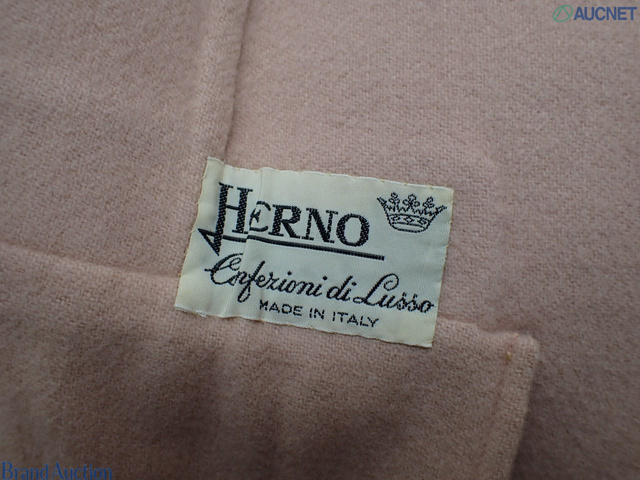 AUCNET
HERNO
Confezioni di Lusso
MADE IN ITALY
Brand Auction